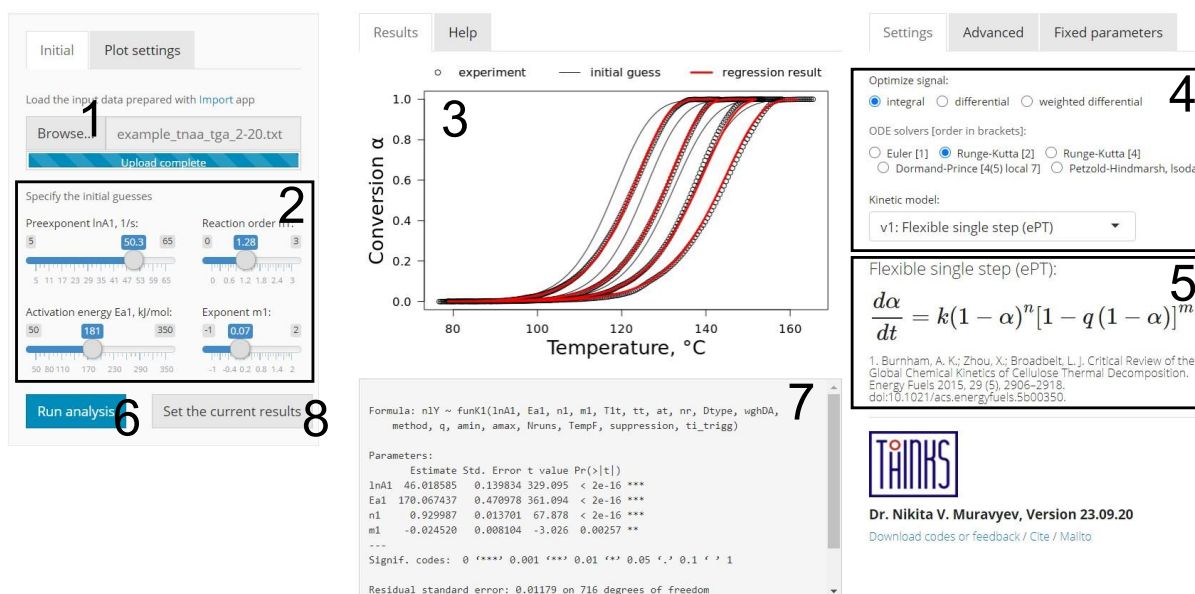 Initial
Plot settings
Load the input data prepared with Import app
1
Browse... example_tnaa_tga_2-20.txt
Upload complete
Specify the initial guesses
2
Preexponent lnA1, 1/s:
5 50.3 65
5 11 17 23 29 35 41 47 53 59 65
Reaction order n1:
0 1.28 3
0 0.6 1.2 1.8 2.4 3
Activation energy Ea1, kJ/mol:
50 181 350
50 80 110 170 230 290 350
Exponent m1:
-1 0.07 2
-1 -0.4 0.2 0.8 1.4 2
Run analysis
6
Set the current results
8
Results
Help
experiment
initial guess
regression result
3
Conversion α
1.0
0.8
0.6
0.4
0.2
0.0
80 100 120 140 160
Temperature, °C
7
Formula: nlY ~ funK1(lnA1, Ea1, n1, m1, T1t, tt, at, nr, Dtype, wghDA,
method, q, amin, amax, Nruns, TempF, suppression, ti_trigg)
Parameters:
Estimate Std. Error t value Pr(>|t|)
lnA1 46.018585 0.139834 329.095 < 2e-16 ***
Ea1 170.067437 0.470978 361.094 < 2e-16 ***
n1 0.929987 0.013701 67.878 < 2e-16 ***
m1 -0.024520 0.008104 -3.026 0.00257 **
---
Signif. codes: 0 ‘***’ 0.001 ‘**’ 0.01 ‘*’ 0.05 ‘.’ 0.1 ‘ ’ 1
Residual standard error: 0.01179 on 716 degrees of freedom
Settings
Advanced
Fixed parameters
4
Optimize signal:
integral differential weighted differential
ODE solvers [order in brackets]:
Euler [1] Runge-Kutta [2] Runge-Kutta [4]
Dormand-Prince [4(5) local 7] Petzold-Hindmarsh, lsoda
Kinetic model:
v1: Flexible single step (ePT)
5
Flexible single step (ePT):
dα/dt = k(1 − α)ⁿ[1 − q (1 − α)]ᵐ
1. Burnham, A. K.; Zhou, X.; Broadbelt, L. J. Critical Review of the
Global Chemical Kinetics of Cellulose Thermal Decomposition.
Energy Fuels 2015, 29 (5), 2906–2918.
doi:10.1021/acs.energyfuels.5b00350.
THINKS
Dr. Nikita V. Muravyev, Version 23.09.20
Download codes or feedback / Cite / Mailto